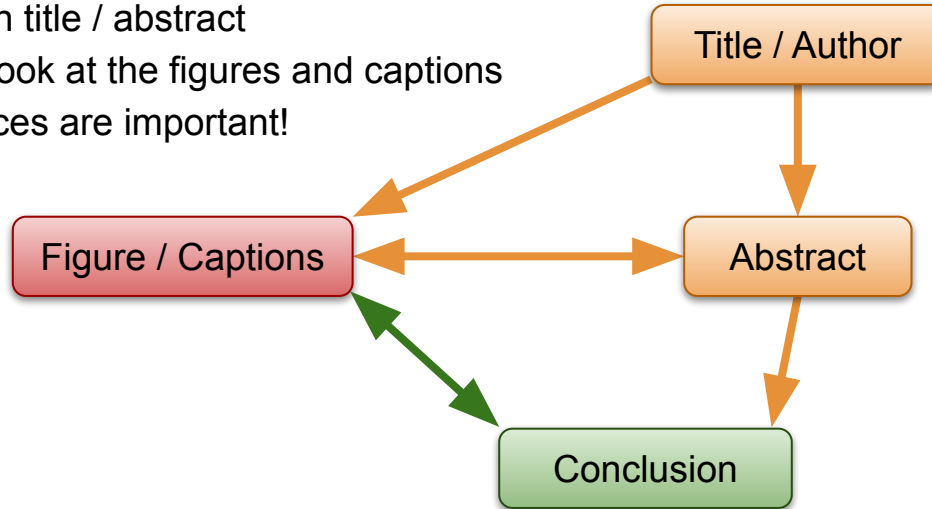 n title / abstract
ook at the figures and captions
ces are important!
Title / Author
Figure / Captions
Abstract
Conclusion